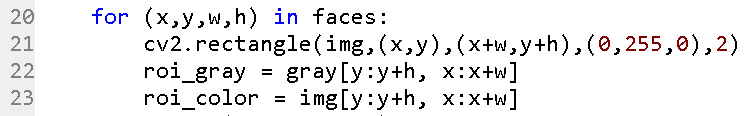 20 for (x,y,w,h) in faces:
21 cv2.rectangle(img,(x,y),(x+w,y+h),(0,255,0),2)
22 roi_gray = gray[y:y+h, x:x+w]
23 roi_color = img[y:y+h, x:x+w]